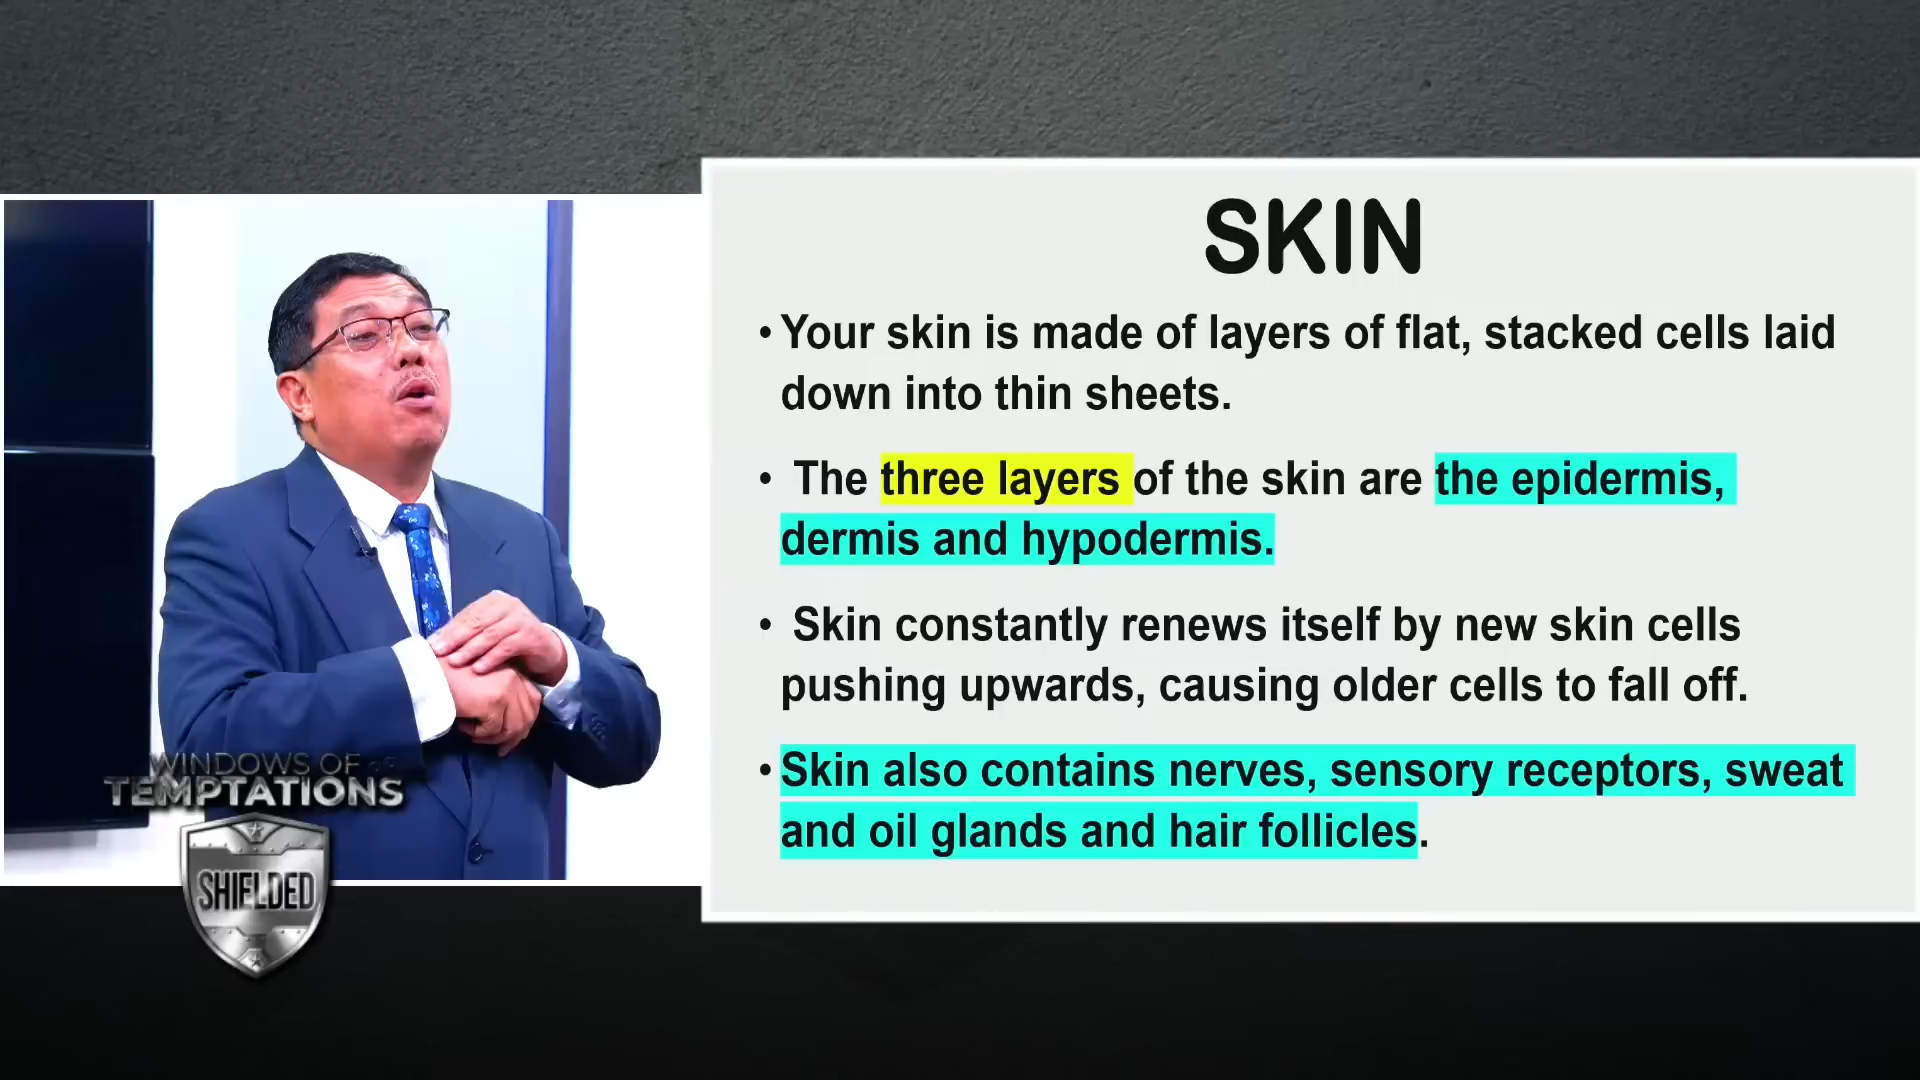 SKIN
• Your skin is made of layers of flat, stacked cells laid
down into thin sheets.
• The three layers of the skin are the epidermis,
dermis and hypodermis.
• Skin constantly renews itself by new skin cells
pushing upwards, causing older cells to fall off.
• Skin also contains nerves, sensory receptors, sweat
and oil glands and hair follicles.
WINDOWS OF
TEMPTATIONS
SHIELDED